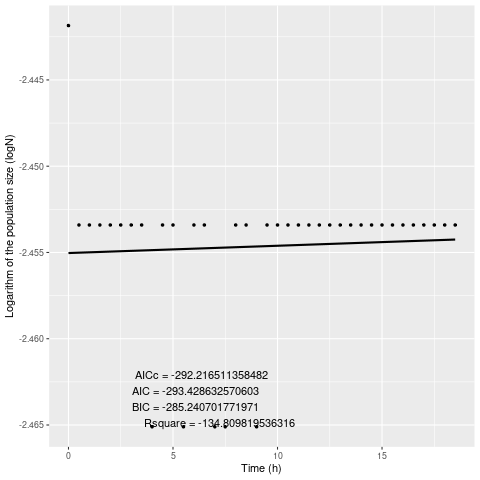 -2.445
-2.450
-2.455
-2.460
-2.465
Logarithm of the population size (logN)
AICc = -292.216511358482
AIC = -293.428632570603
BIC = -285.240701771971
Rsquare = -134.809819536316
0
5
10
15
Time (h)